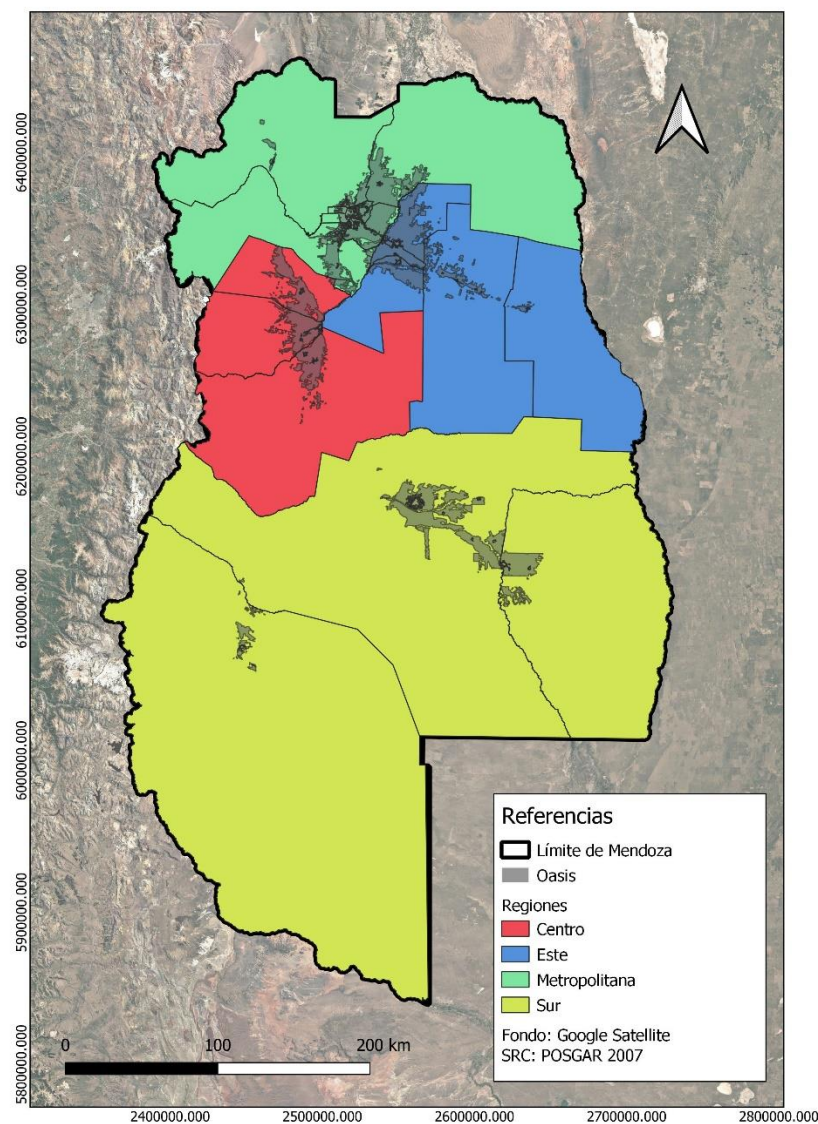 6400000.000
6300000.000
6200000.000
6100000.000
6000000.000
5900000.000
5800000.000
Referencias
Límite de Mendoza
Oasis
Regiones
Centro
Este
Metropolitana
Sur
Fondo: Google Satellite
SRC: POSGAR 2007
0 100 200 km
2400000.000 2500000.000 2600000.000 2700000.000 2800000.000